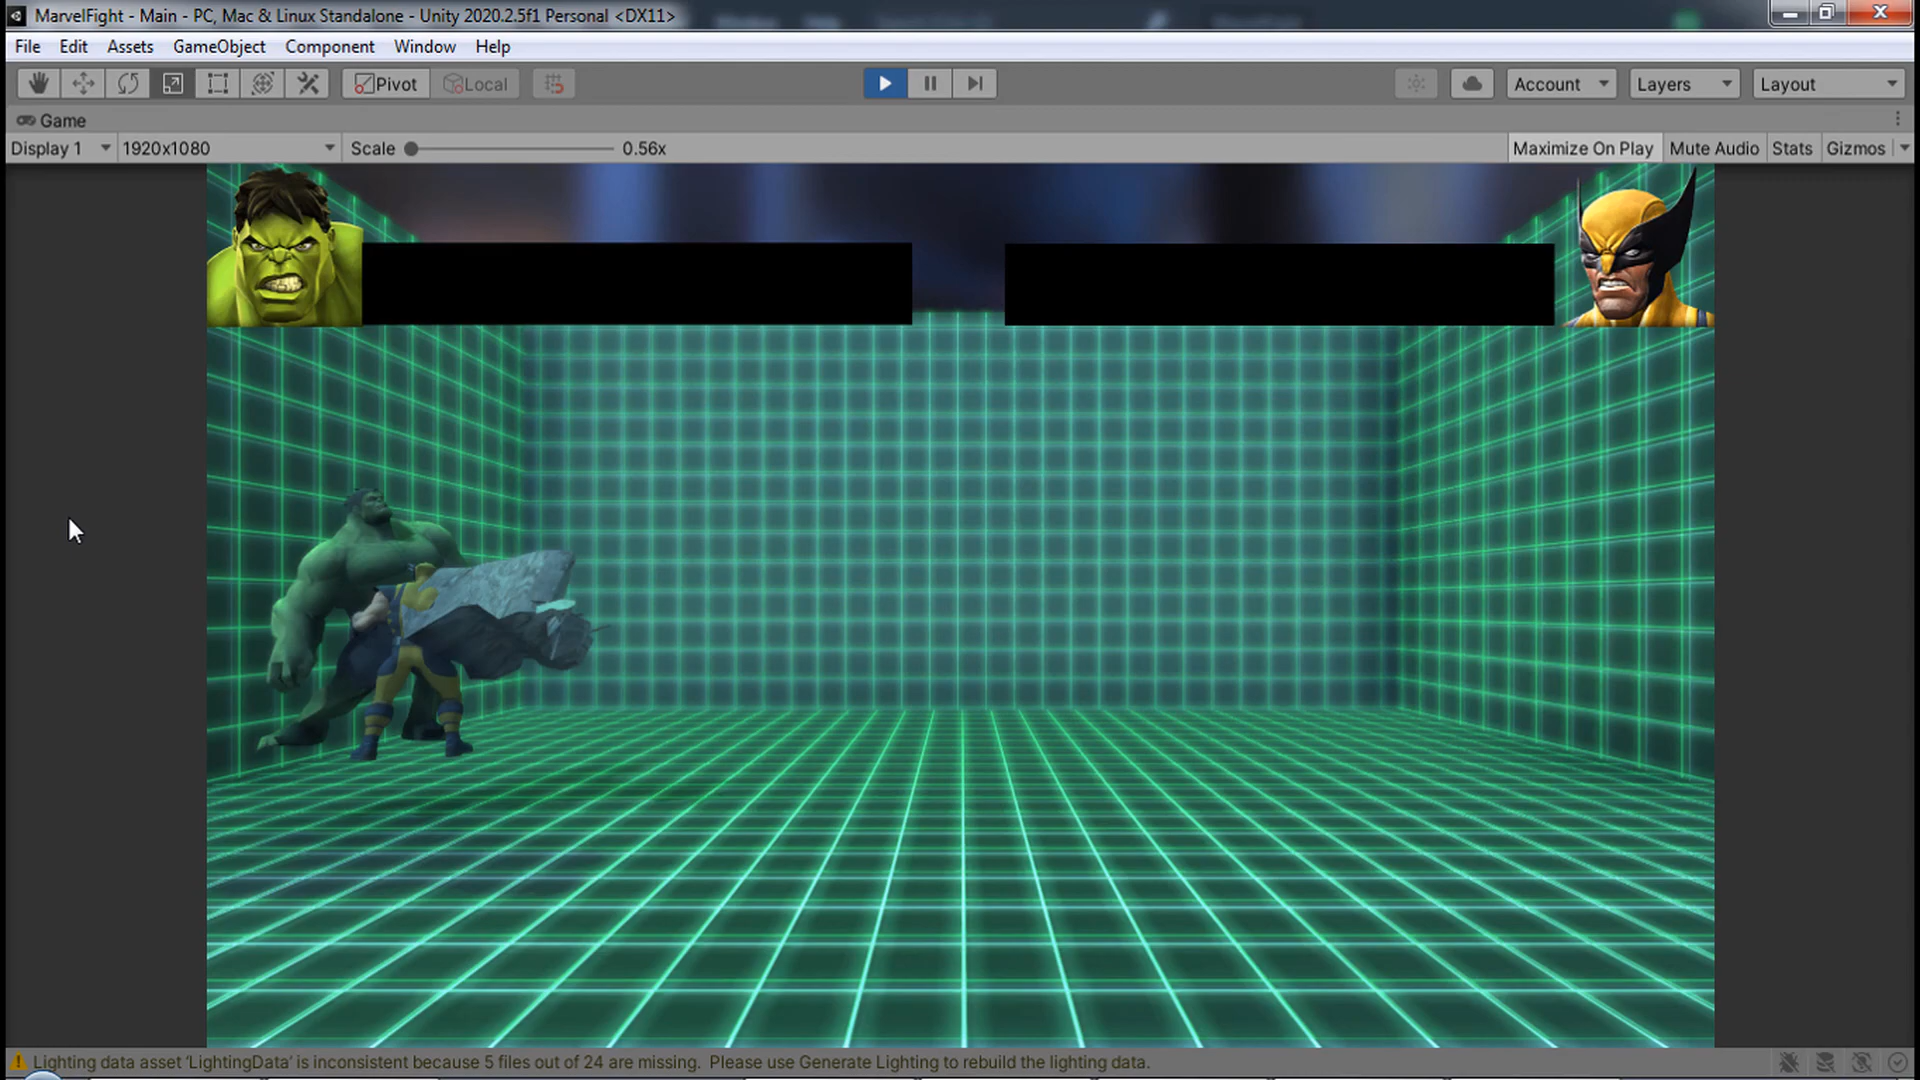 MarvelFight - Main - PC, Mac & Linux Standalone - Unity 2020.2.5f1 Personal <DX11>
File Edit Assets GameObject Component Window Help
Pivot Local Account Layers Layout
Game
Display 1 1920x1080 Scale 0.56x Maximize On Play Mute Audio Stats Gizmos
Lighting data asset 'LightingData' is inconsistent because 5 files out of 24 are missing. Please use Generate Lighting to rebuild the lighting data.